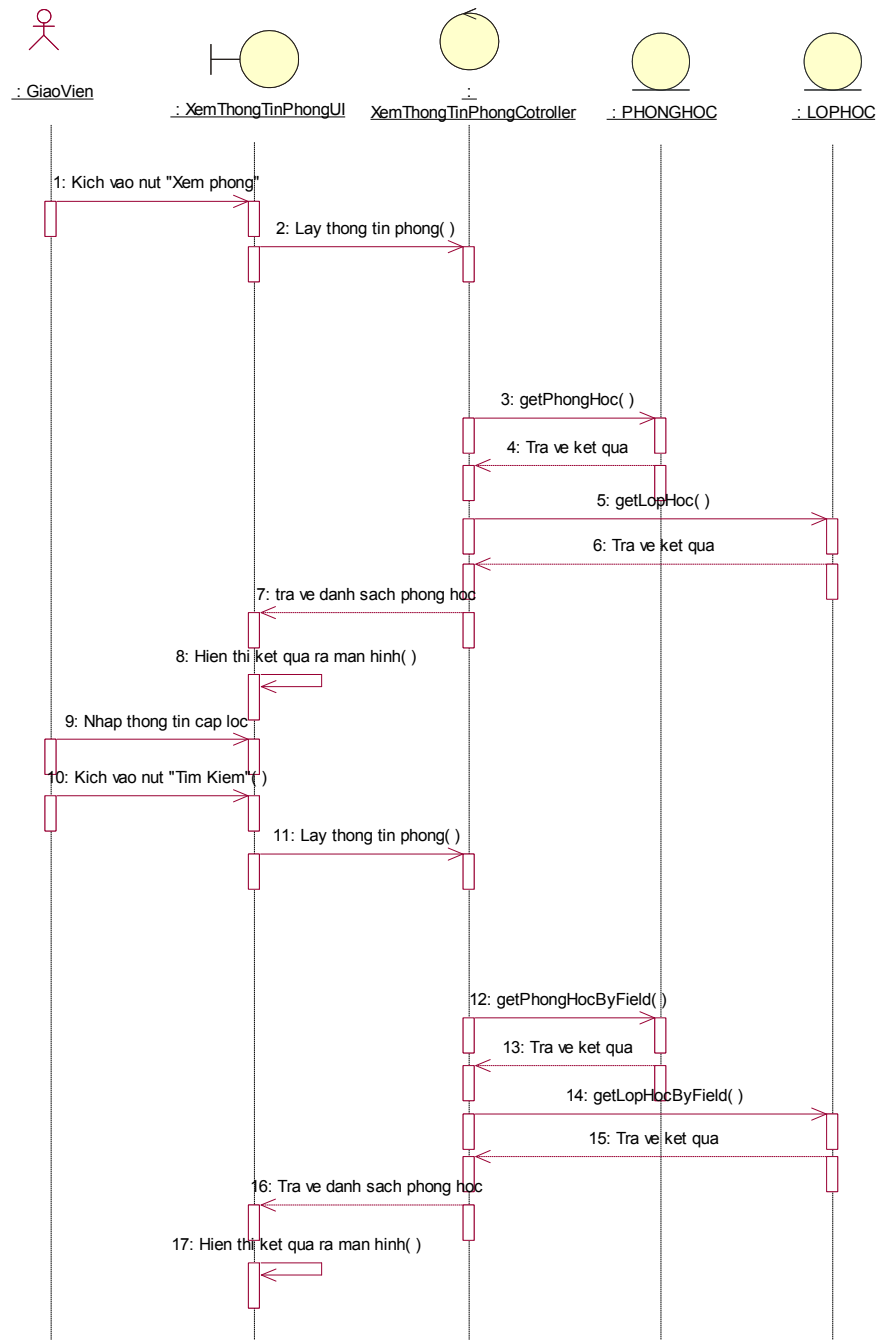 : GiaoVien
: XemThongTinPhongUI
:
XemThongTinPhongCotroller
: PHONGHOC
: LOPHOC
1: Kich vao nut "Xem phong"
2: Lay thong tin phong( )
3: getPhongHoc( )
4: Tra ve ket qua
5: getLopHoc( )
6: Tra ve ket qua
7: tra ve danh sach phong hoc
8: Hien thi ket qua ra man hinh( )
9: Nhap thong tin cap loc
10: Kich vao nut "Tim Kiem"( )
11: Lay thong tin phong( )
12: getPhongHocByField( )
13: Tra ve ket qua
14: getLopHocByField( )
15: Tra ve ket qua
16: Tra ve danh sach phong hoc
17: Hien thi ket qua ra man hinh( )